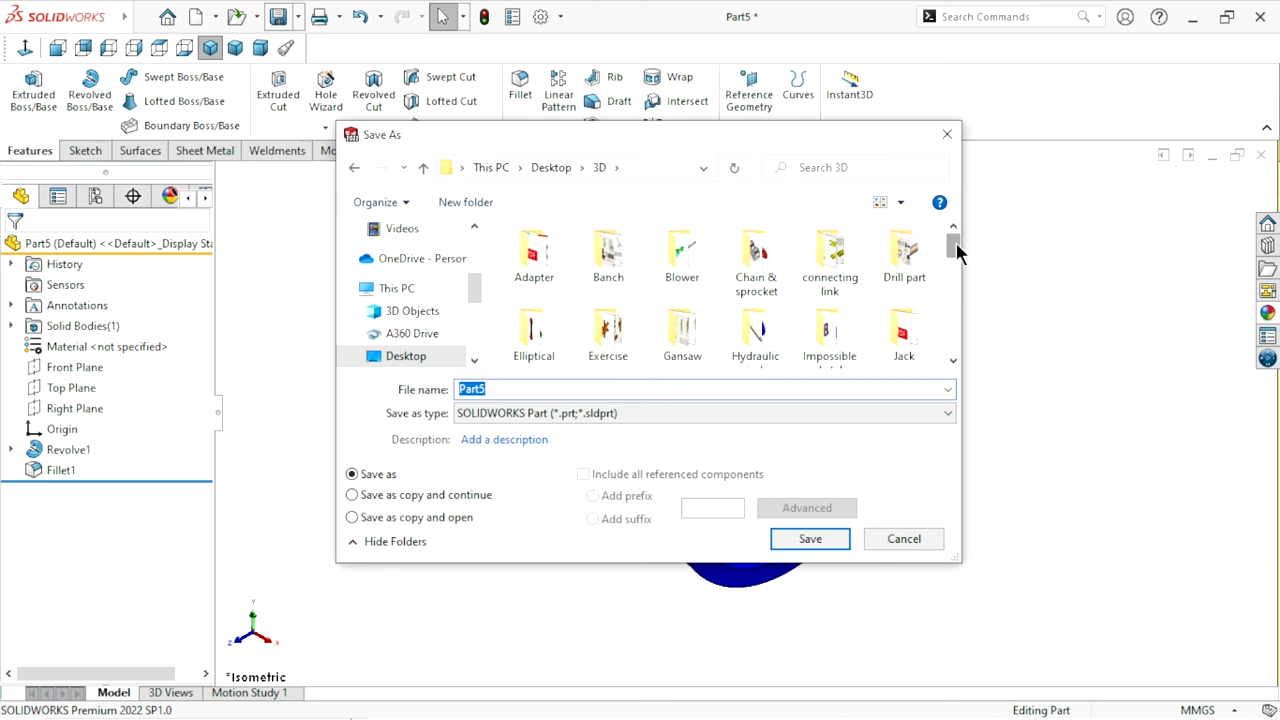 SOLIDWORKS
Part5 *
Search Commands
Extruded Boss/Base
Revolved Boss/Base
Swept Boss/Base
Lofted Boss/Base
Boundary Boss/Base
Extruded Cut
Hole Wizard
Revolved Cut
Swept Cut
Lofted Cut
Fillet
Linear Pattern
Rib
Draft
Wrap
Intersect
Reference Geometry
Curves
Instant3D
Features
Sketch
Surfaces
Sheet Metal
Weldments
Mo
Part5 (Default) <<Default>_Display Sta
History
Sensors
Annotations
Solid Bodies(1)
Material <not specified>
Front Plane
Top Plane
Right Plane
Origin
Revolve1
Fillet1
Save As
This PC
Desktop
3D
Search 3D
Organize
New folder
Videos
OneDrive - Person
This PC
3D Objects
A360 Drive
Desktop
Adapter
Banch
Blower
Chain &
sprocket
connecting
link
Drill part
Elliptical
Exercise
Gansaw
Hydraulic
Impossible
Jack
File name:
Part5
Save as type:
SOLIDWORKS Part (*.prt;*.sldprt)
Description:
Add a description
Save as
Save as copy and continue
Save as copy and open
Include all referenced components
Add prefix
Add suffix
Advanced
Hide Folders
Save
Cancel
Y
Z
X
*Isometric
Model
3D Views
Motion Study 1
SOLIDWORKS Premium 2022 SP1.0
Editing Part
MMGS